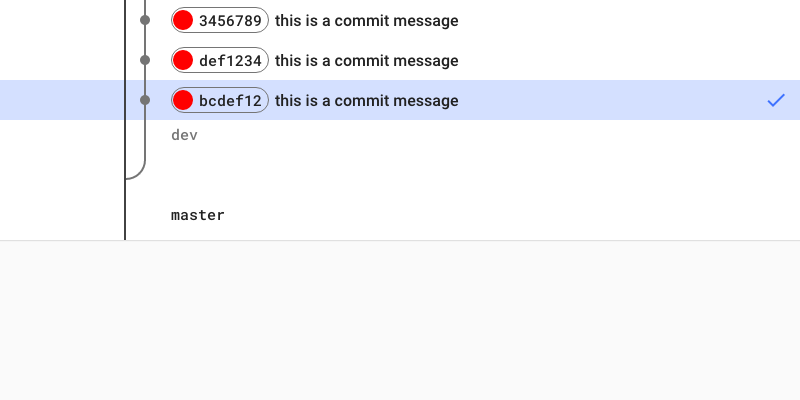 3456789 this is a commit message
def1234 this is a commit message
bcdef12 this is a commit message
dev
master